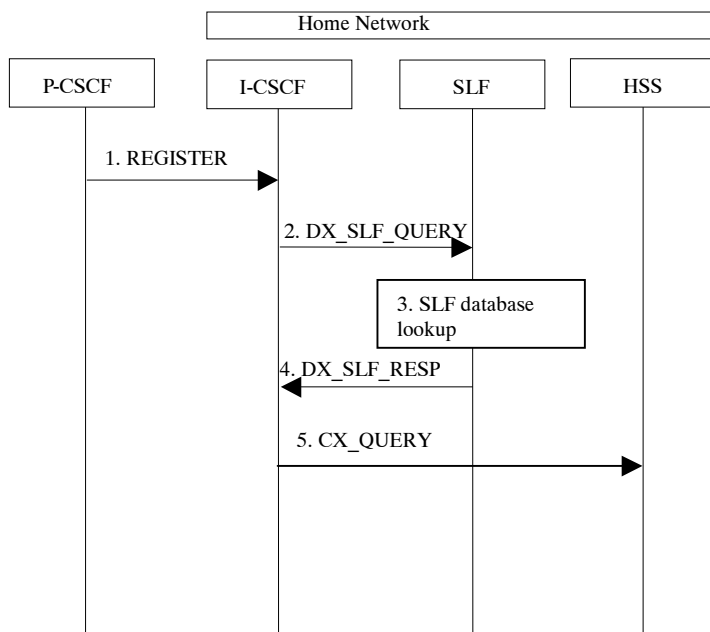 Home Network
P-CSCF
I-CSCF
SLF
HSS
1. REGISTER
2. DX_SLF_QUERY
3. SLF database
lookup
4. DX_SLF_RESP
5. CX_QUERY